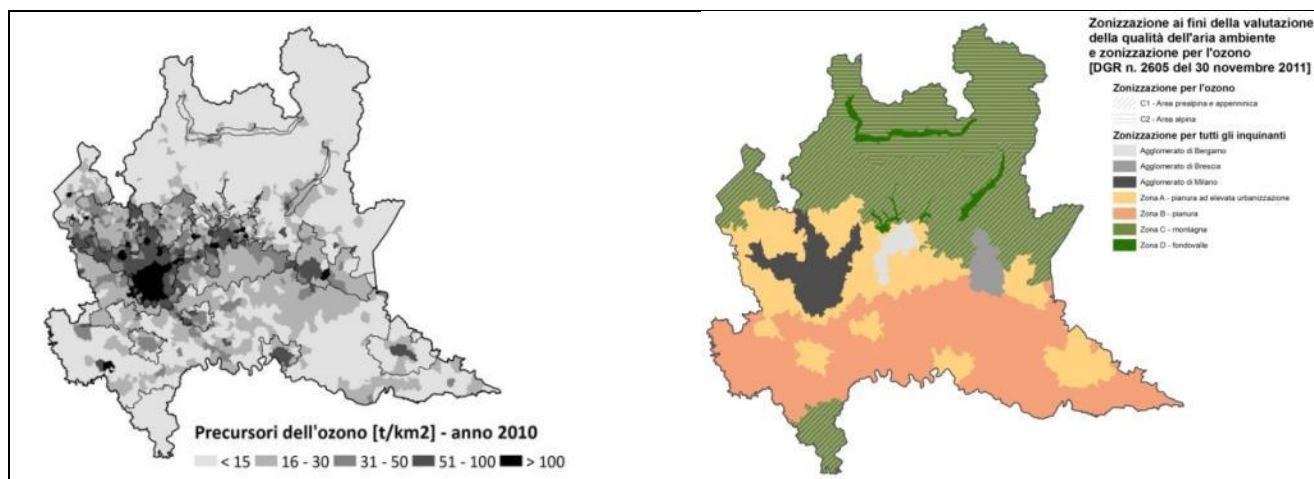 Precursori dell'ozono [t/km2] - anno 2010
< 15 16 - 30 31 - 50 51 - 100 > 100
Zonizzazione ai fini della valutazione
della qualità dell'aria ambiente
e zonizzazione per l'ozono
[DGR n. 2605 del 30 novembre 2011]
Zonizzazione per l'ozono
C1 - Area prealpina e appenninica
C2 - Area alpina
Zonizzazione per tutti gli inquinanti
Agglomerato di Bergamo
Agglomerato di Brescia
Agglomerato di Milano
Zona A - pianura ad elevata urbanizzazione
Zona B - pianura
Zona C - montagna
Zona D - fondovalle